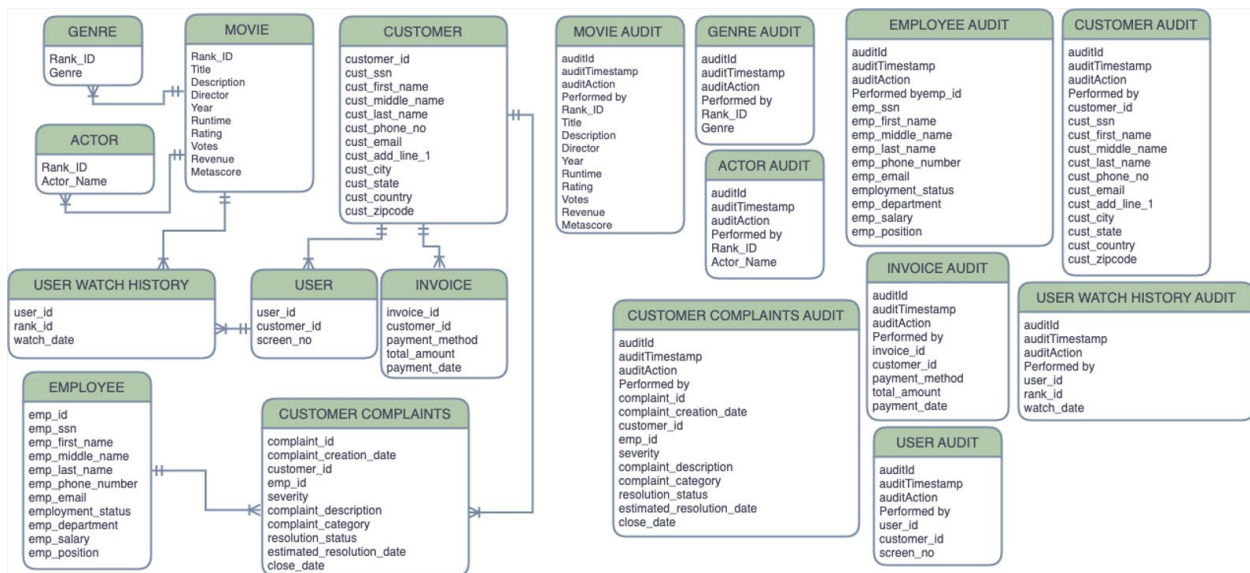 GENRE
Rank_ID
Genre
MOVIE
Rank_ID
Title
Description
Director
Year
Runtime
Rating
Votes
Revenue
Metascore
ACTOR
Rank_ID
Actor_Name
CUSTOMER
customer_id
cust_ssn
cust_first_name
cust_middle_name
cust_last_name
cust_phone_no
cust_email
cust_add_line_1
cust_city
cust_state
cust_country
cust_zipcode
USER WATCH HISTORY
user_id
rank_id
watch_date
USER
user_id
customer_id
screen_no
INVOICE
invoice_id
customer_id
payment_method
total_amount
payment_date
EMPLOYEE
emp_id
emp_ssn
emp_first_name
emp_middle_name
emp_last_name
emp_phone_number
emp_email
employment_status
emp_department
emp_salary
emp_position
CUSTOMER COMPLAINTS
complaint_id
complaint_creation_date
customer_id
emp_id
severity
complaint_description
complaint_category
resolution_status
estimated_resolution_date
close_date
MOVIE AUDIT
auditId
auditTimestamp
auditAction
Performed by
Rank_ID
Title
Description
Director
Year
Runtime
Rating
Votes
Revenue
Metascore
GENRE AUDIT
auditId
auditTimestamp
auditAction
Performed by
Rank_ID
Genre
ACTOR AUDIT
auditId
auditTimestamp
auditAction
Performed by
Rank_ID
Actor_Name
EMPLOYEE AUDIT
auditId
auditTimestamp
auditAction
Performed byemp_id
emp_ssn
emp_first_name
emp_middle_name
emp_last_name
emp_phone_number
emp_email
employment_status
emp_department
emp_salary
emp_position
CUSTOMER AUDIT
auditId
auditTimestamp
auditAction
Performed by
customer_id
cust_ssn
cust_first_name
cust_middle_name
cust_last_name
cust_phone_no
cust_email
cust_add_line_1
cust_city
cust_state
cust_country
cust_zipcode
CUSTOMER COMPLAINTS AUDIT
auditId
auditTimestamp
auditAction
Performed by
complaint_id
complaint_creation_date
customer_id
emp_id
severity
complaint_description
complaint_category
resolution_status
estimated_resolution_date
close_date
INVOICE AUDIT
auditId
auditTimestamp
auditAction
Performed by
invoice_id
customer_id
payment_method
total_amount
payment_date
USER WATCH HISTORY AUDIT
auditId
auditTimestamp
auditAction
Performed by
user_id
rank_id
watch_date
USER AUDIT
auditId
auditTimestamp
auditAction
Performed by
user_id
customer_id
screen_no